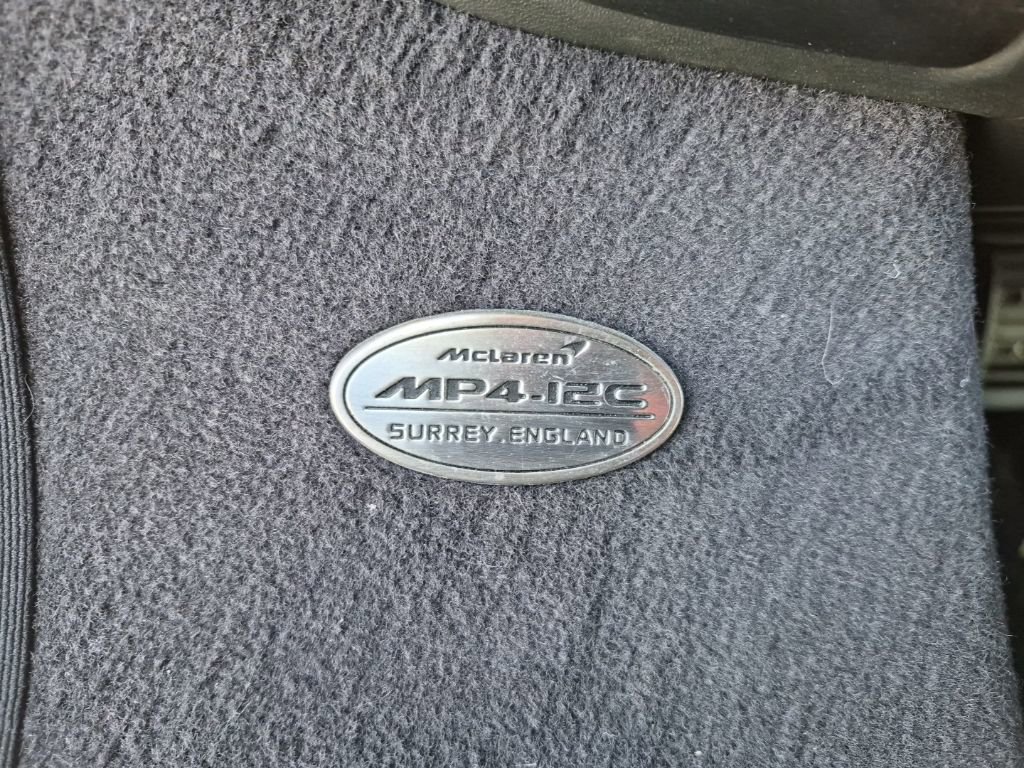 McLaren
MP4-12C
SURREY. ENGLAND